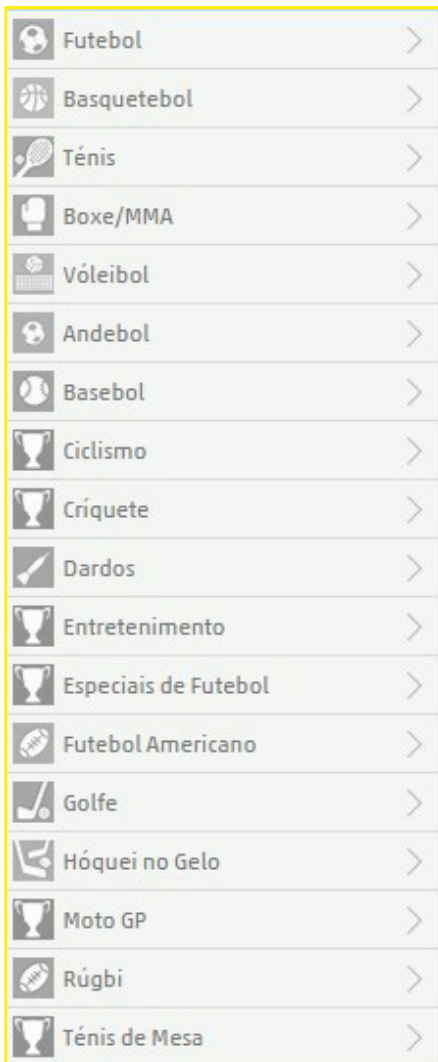 Futebol
Basquetebol
Ténis
Boxe/MMA
Vóleibol
Andebol
Basebol
Ciclismo
Críquete
Dardos
Entretenimento
Especiais de Futebol
Futebol Americano
Golfe
Hóquei no Gelo
Moto GP
Rúgbi
Ténis de Mesa